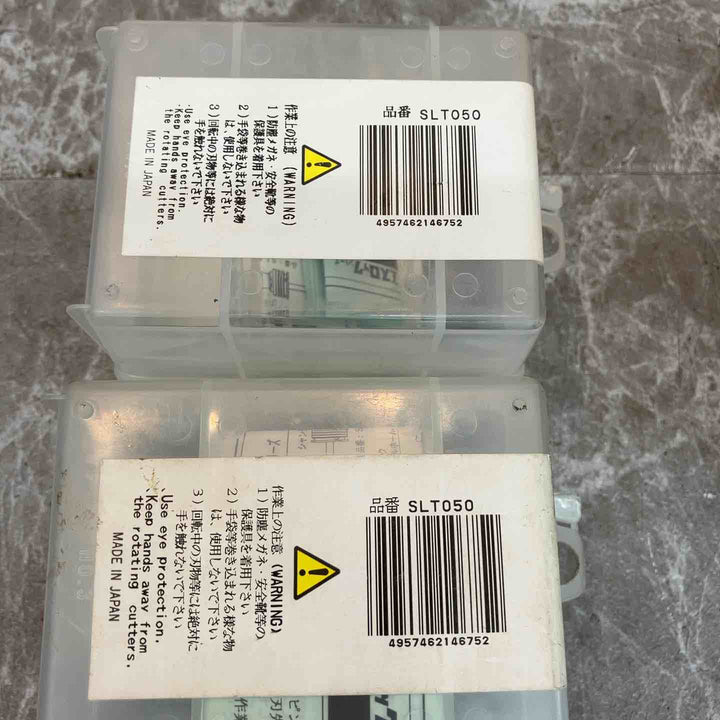 作業上の注意 (WARNING)
1)防塵メガネ・安全靴等の
保護具を着用下さい
2)手袋等巻き込まれる様な物
は、使用しないで下さい
3)回転中の刃物等には絶対に
手を触れないで下さい
・Use eye protection.
・Keep hands away from
the rotating cutters.
MADE IN JAPAN
品番 SLT050
4957462146752
作業上の注意 (WARNING)
1)防塵メガネ・安全靴等の
保護具を着用下さい
2)手袋等巻き込まれる様な物
は、使用しないで下さい
3)回転中の刃物等には絶対に
手を触れないで下さい
・Use eye protection.
・Keep hands away from
the rotating cutters.
MADE IN JAPAN
品番 SLT050
4957462146752